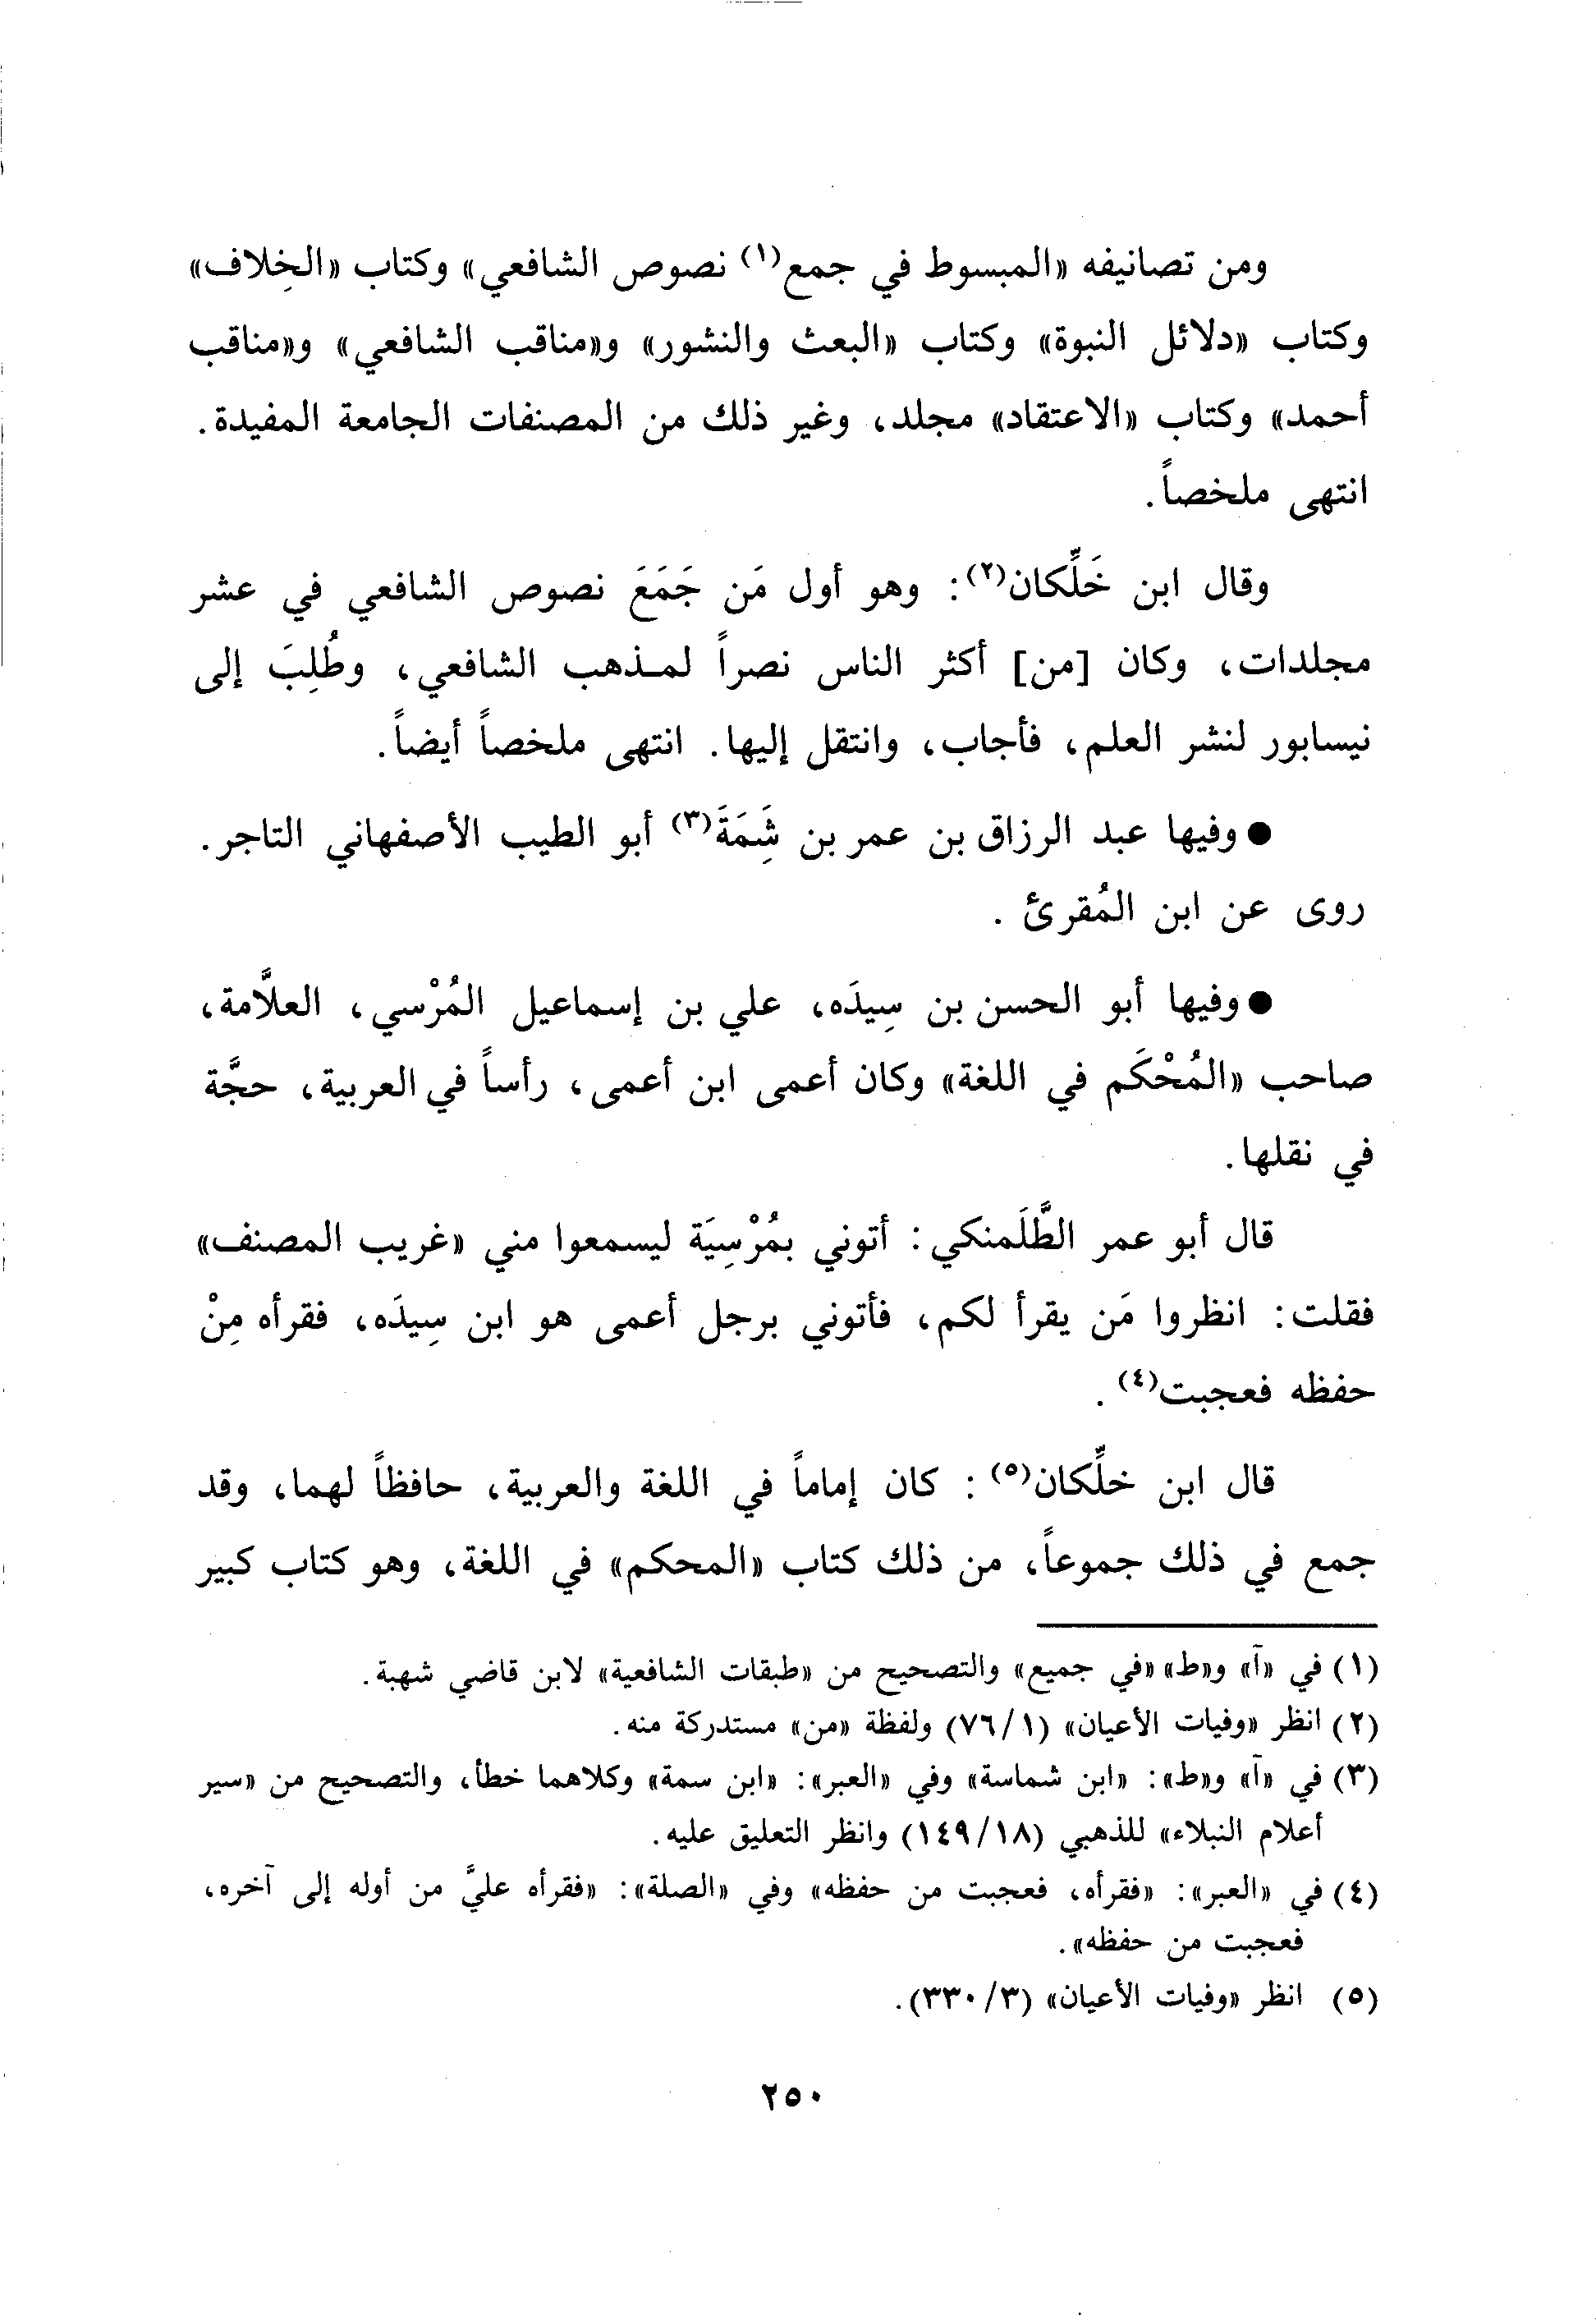 ومن تصانيفه «المبسوط في جمع(١) نصوص الشافعي» وكتاب «الخِلاف»
وكتاب «دلائل النبوة» وكتاب «البعث والنشور» و«مناقب الشافعي» و«مناقب
أحمد» وكتاب «الاعتقاد» مجلد، وغير ذلك من المصنفات الجامعة المفيدة.
انتهى ملخصاً.
وقال ابن خَلِّكان(٢): وهو أول مَن جَمَعَ نصوص الشافعي في عشر
مجلدات، وكان [من] أكثر الناس نصراً لمـذهب الشافعي، وطُلِبَ إلى
نيسابور لنشر العلم، فأجاب، وانتقل إليها. انتهى ملخصاً أيضاً.
● وفيها عبد الرزاق بن عمر بن شَِمَةَ(٣) أبو الطيب الأصفهاني التاجر.
روى عن ابن المُقرئ.
● وفيها أبو الحسن بن سِيدَه، علي بن إسماعيل المُرْسي، العلاَّمة،
صاحب «المُحْكَم في اللغة» وكان أعمى ابن أعمى، رأساً في العربية، حجَّة
في نقلها.
قال أبو عمر الطَّلَمنكي: أتوني بمُرْسِيَة ليسمعوا مني «غريب المصنف»
فقلت: انظروا مَن يقرأ لكم، فأتوني برجل أعمى هو ابن سِيدَه، فقرأه مِنْ
حفظه فعجبت(٤).
قال ابن خلِّكان(٥): كان إماماً في اللغة والعربية، حافظاً لهما، وقد
جمع في ذلك جموعاً، من ذلك كتاب «المحكم» في اللغة، وهو كتاب كبير
(١) في «آ» و«ط» «في جميع» والتصحيح من «طبقات الشافعية» لابن قاضي شهبة.
(٢) انظر «وفيات الأعيان» (٧٦/١) ولفظة «من» مستدركة منه.
(٣) في «آ» و«ط»: «ابن شماسة» وفي «العبر»: «ابن سمة» وكلاهما خطأ، والتصحيح من «سير
أعلام النبلاء» للذهبي (١٤٩/١٨) وانظر التعليق عليه.
(٤) في «العبر»: «فقرأه، فعجبت من حفظه» وفي «الصلة»: «فقرأه عليَّ من أوله إلى آخره،
فعجبت من حفظه».
(٥) انظر «وفيات الأعيان» (٣٣٠/٣).
٢٥٠